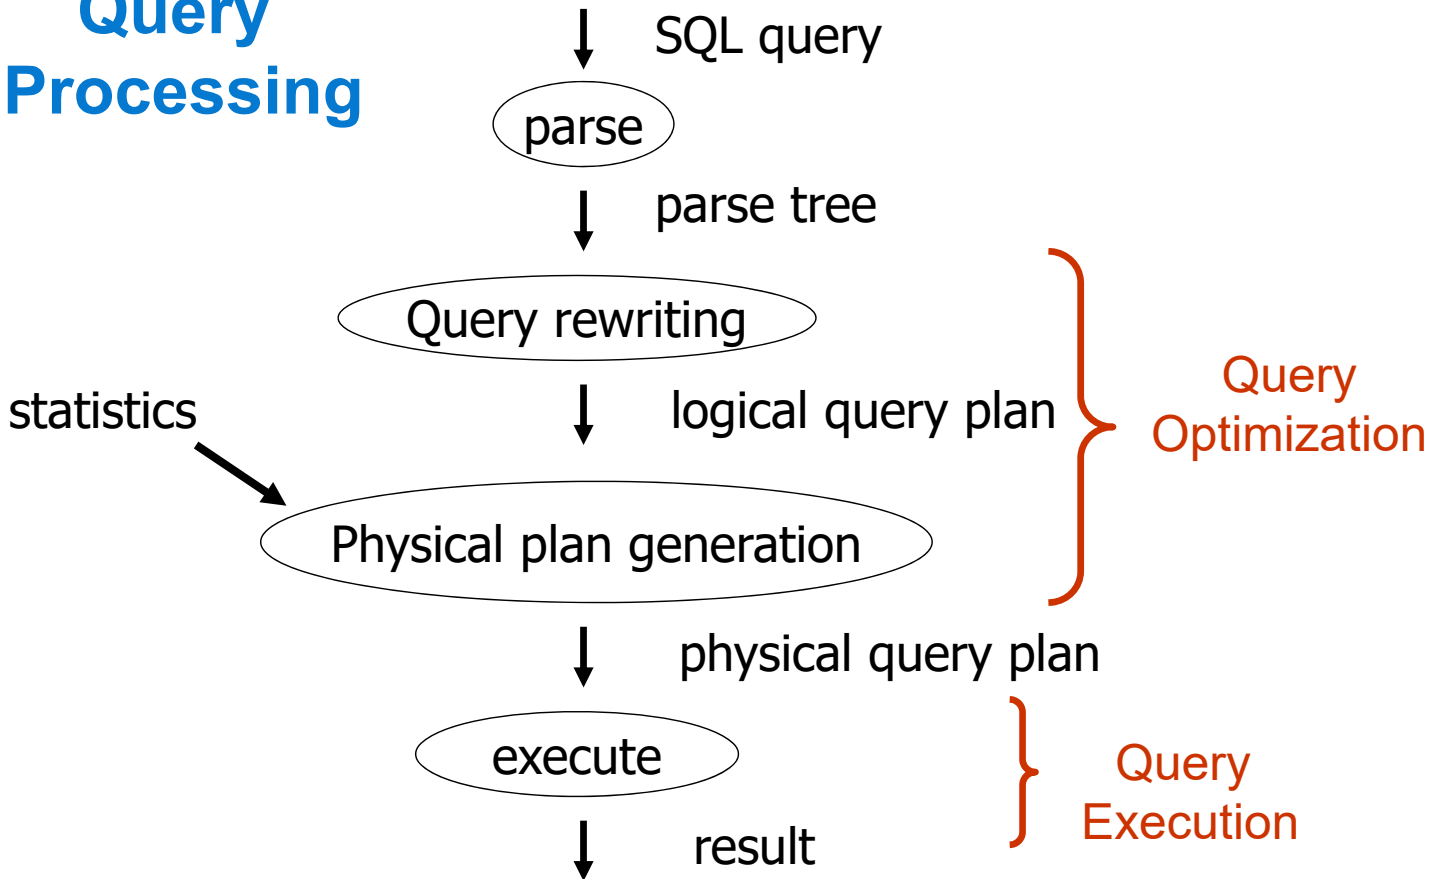 Query
Processing
SQL query
parse
parse tree
Query rewriting
statistics
logical query plan
Query
Optimization
Physical plan generation
physical query plan
execute
Query
Execution
result